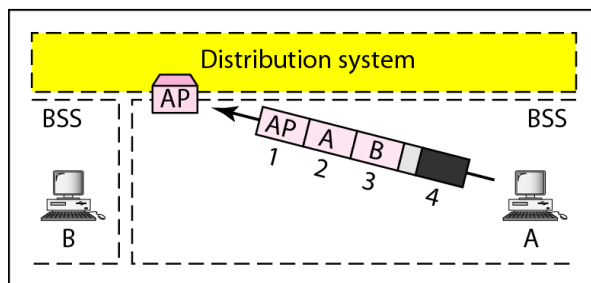 Distribution system
AP
BSS
BSS
AP A B
1 2 3 4
B
A